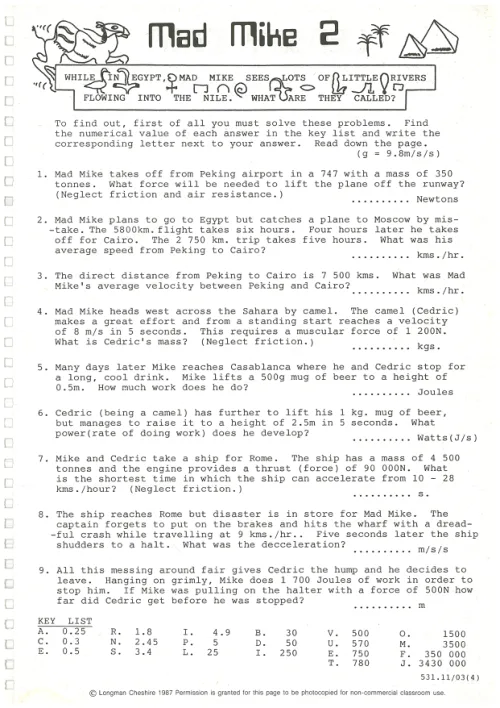 Mad Mike 2
WHILE IN EGYPT, MAD MIKE SEES LOTS OF LITTLE RIVERS
FLOWING INTO THE NILE. WHAT ARE THEY CALLED?
To find out, first of all you must solve these problems. Find
the numerical value of each answer in the key list and write the
corresponding letter next to your answer. Read down the page.
(g = 9.8m/s/s)
1. Mad Mike takes off from Peking airport in a 747 with a mass of 350
tonnes. What force will be needed to lift the plane off the runway?
(Neglect friction and air resistance.) .......... Newtons
2. Mad Mike plans to go to Egypt but catches a plane to Moscow by mis-
-take. The 5800km.flight takes six hours. Four hours later he takes
off for Cairo. The 2 750 km. trip takes five hours. What was his
average speed from Peking to Cairo? .......... kms./hr.
3. The direct distance from Peking to Cairo is 7 500 kms. What was Mad
Mike's average velocity between Peking and Cairo? .......... kms./hr.
4. Mad Mike heads west across the Sahara by camel. The camel (Cedric)
makes a great effort and from a standing start reaches a velocity
of 8 m/s in 5 seconds. This requires a muscular force of 1 200N.
What is Cedric's mass? (Neglect friction.) .......... kgs.
5. Many days later Mike reaches Casablanca where he and Cedric stop for
a long, cool drink. Mike lifts a 500g mug of beer to a height of
0.5m. How much work does he do? .......... Joules
6. Cedric (being a camel) has further to lift his 1 kg. mug of beer,
but manages to raise it to a height of 2.5m in 5 seconds. What
power(rate of doing work) does he develop? .......... Watts(J/s)
7. Mike and Cedric take a ship for Rome. The ship has a mass of 4 500
tonnes and the engine provides a thrust (force) of 90 000N. What
is the shortest time in which the ship can accelerate from 10 - 28
kms./hour? (Neglect friction.) .......... s.
8. The ship reaches Rome but disaster is in store for Mad Mike. The
captain forgets to put on the brakes and hits the wharf with a dread-
-ful crash while travelling at 9 kms./hr.. Five seconds later the ship
shudders to a halt. What was the decceleration? .......... m/s/s
9. All this messing around fair gives Cedric the hump and he decides to
leave. Hanging on grimly, Mike does 1 700 Joules of work in order to
stop him. If Mike was pulling on the halter with a force of 500N how
far did Cedric get before he was stopped? .......... m
KEY LIST
A. 0.25 R. 1.8 I. 4.9 B. 30 V. 500 O. 1500
C. 0.3 N. 2.45 P. 5 D. 50 U. 570 M. 3500
E. 0.5 S. 3.4 L. 25 I. 250 E. 750 F. 350 000
T. 780 J. 3430 000
531.11/03(4)
© Longman Cheshire 1987 Permission is granted for this page to be photocopied for non-commercial classroom use.